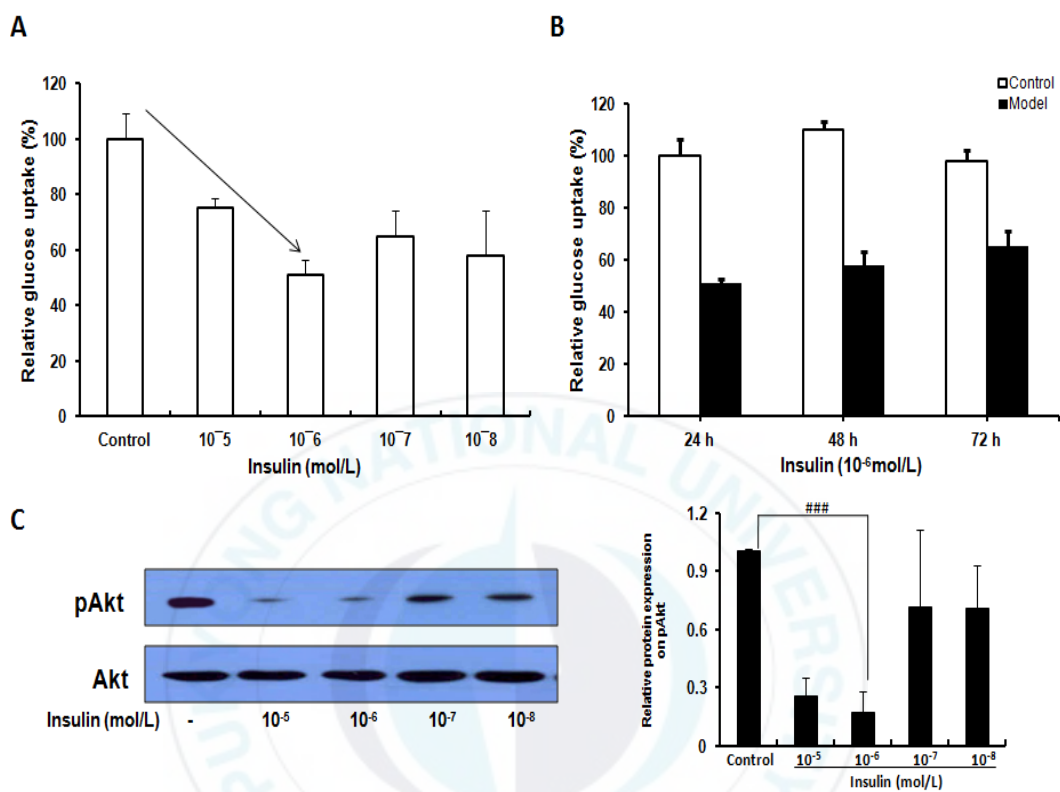 A
Relative glucose uptake (%)
120
100
80
60
40
20
0
Control 10⁻5 10⁻6 10⁻7 10⁻8
Insulin (mol/L)
B
Control
Model
Relative glucose uptake (%)
120
100
80
60
40
20
0
24 h 48 h 72 h
Insulin (10⁻⁶mol/L)
C
pAkt
Akt
Insulin (mol/L) - 10⁻⁵ 10⁻⁶ 10⁻⁷ 10⁻⁸
###
Relative protein expression
on pAkt
1.2
0.9
0.6
0.3
0
Control 10⁻⁵ 10⁻⁶ 10⁻⁷ 10⁻⁸
Insulin (mol/L)
PUKYONG NATIONAL UNIVERSITY